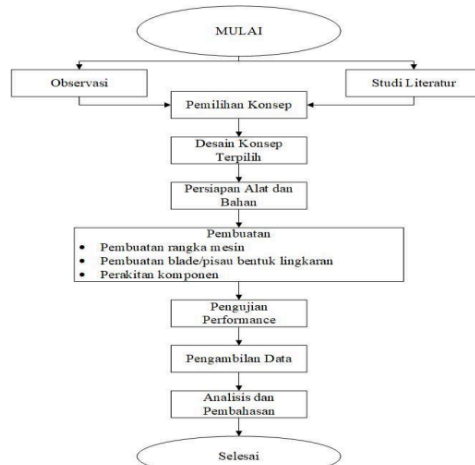 MULAI
Observasi
Studi Literatur
Pemilihan Konsep
Desain Konsep
Terpilih
Persiapan Alat dan
Bahan
Pembuatan
• Pembuatan rangka mesin
• Pembuatan blade/pisau bentuk lingkaran
• Perakitan komponen
Pengujian
Performance
Pengambilan Data
Analisis dan
Pembahasan
Selesai